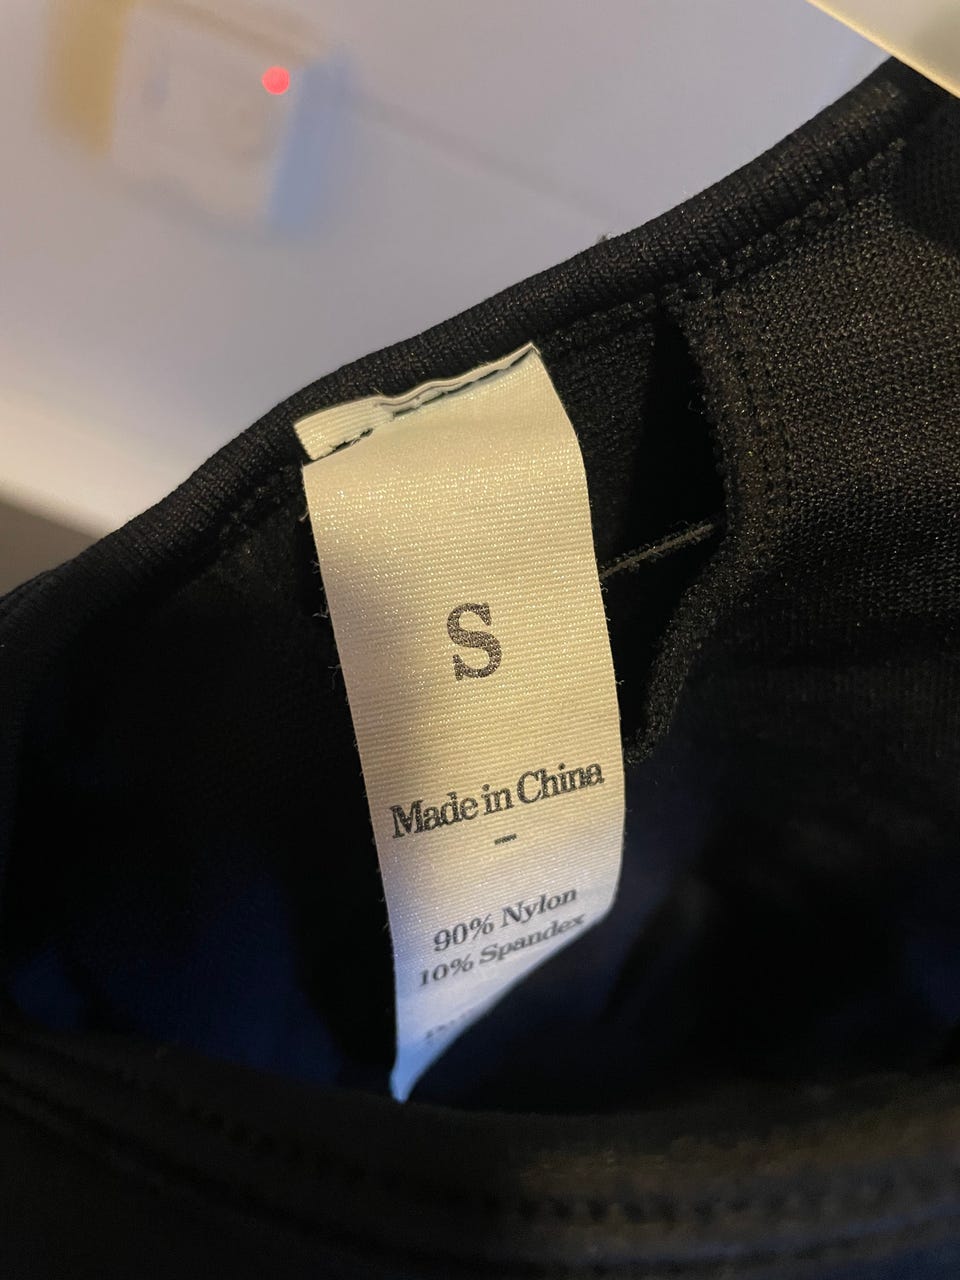 S
Made in China
–
90% Nylon
10% Spandex